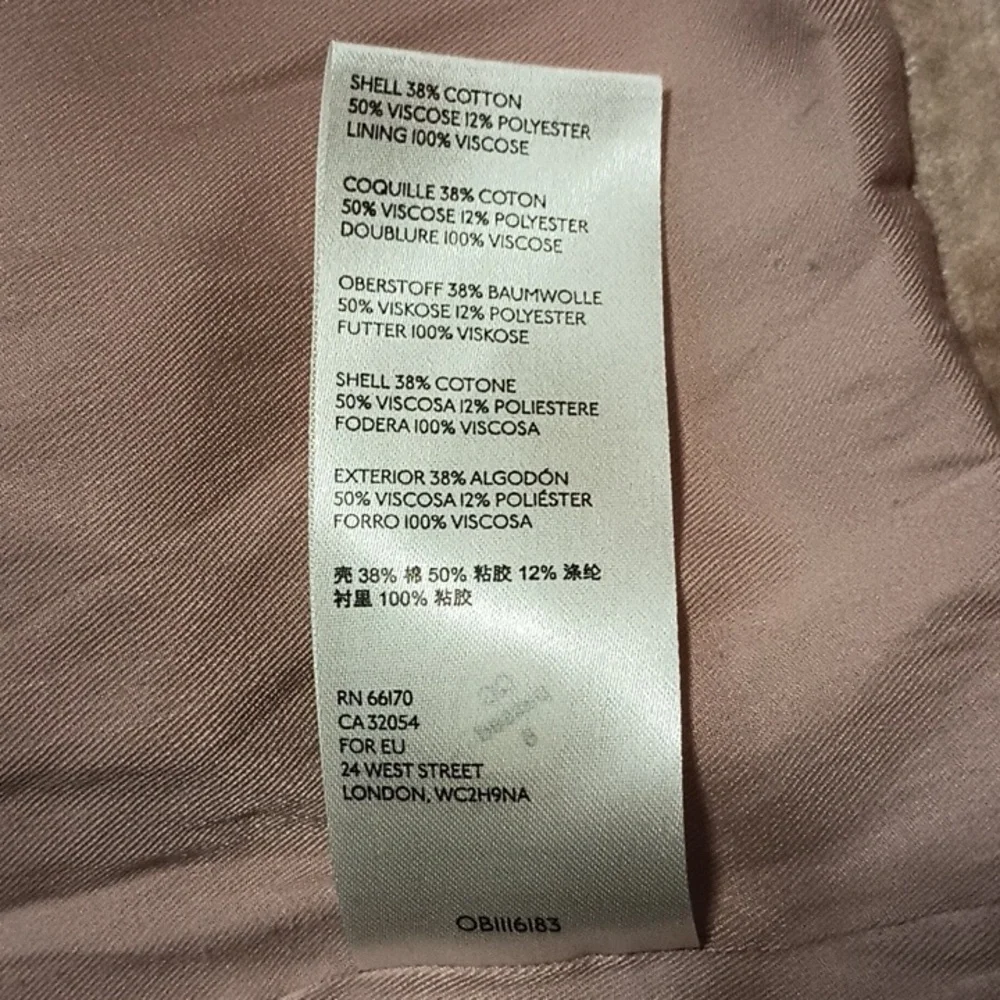 SHELL 38% COTTON
50% VISCOSE 12% POLYESTER
LINING 100% VISCOSE
COQUILLE 38% COTON
50% VISCOSE 12% POLYESTER
DOUBLURE 100% VISCOSE
OBERSTOFF 38% BAUMWOLLE
50% VISKOSE 12% POLYESTER
FUTTER 100% VISKOSE
SHELL 38% COTONE
50% VISCOSA 12% POLIESTERE
FODERA 100% VISCOSA
EXTERIOR 38% ALGODÓN
50% VISCOSA 12% POLIÉSTER
FORRO 100% VISCOSA
壳 38% 棉 50% 粘胶 12% 涤纶
衬里 100% 粘胶
RN 66170
CA 32054
FOR EU
24 WEST STREET
LONDON, WC2H9NA
OB1116183